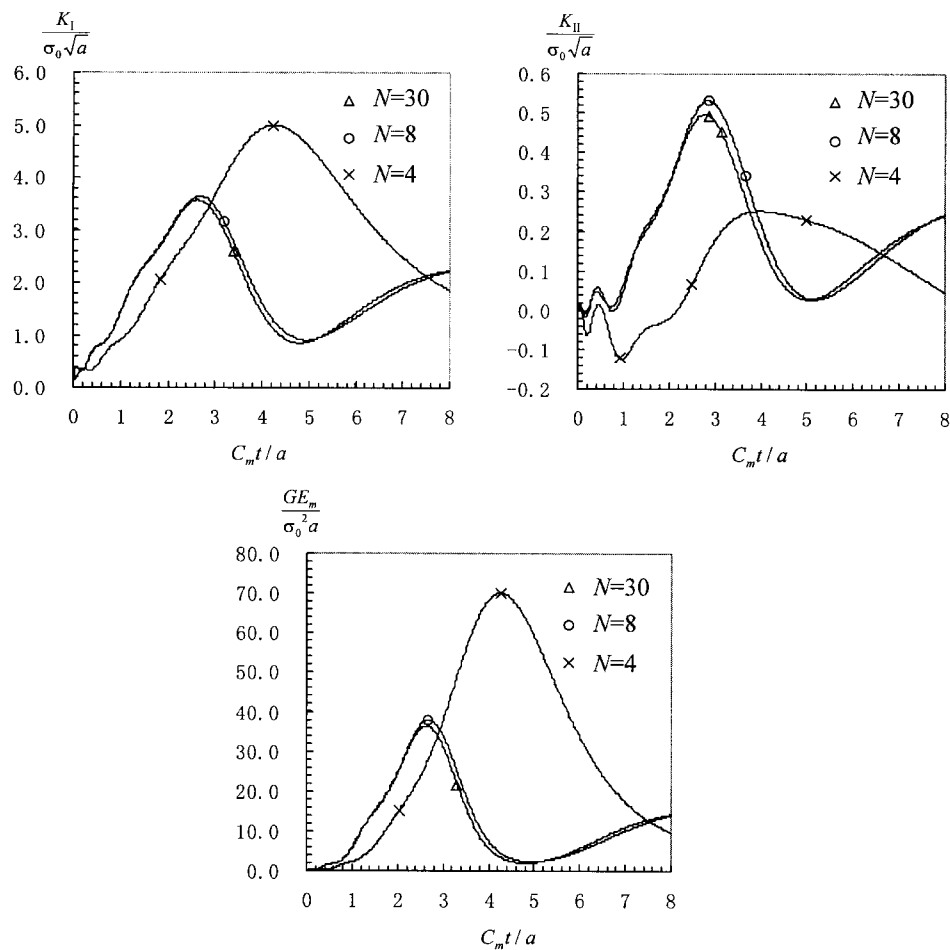 K_I / σ₀√a
6.0
5.0
4.0
3.0
2.0
1.0
0.0
△ N=30
○ N=8
× N=4
0 1 2 3 4 5 6 7 8
C_m t / a
K_II / σ₀√a
0.6
0.5
0.4
0.3
0.2
0.1
0.0
-0.1
-0.2
△ N=30
○ N=8
× N=4
0 1 2 3 4 5 6 7 8
C_m t / a
GE_m / σ₀²a
80.0
70.0
60.0
50.0
40.0
30.0
20.0
10.0
0.0
△ N=30
○ N=8
× N=4
0 1 2 3 4 5 6 7 8
C_m t / a